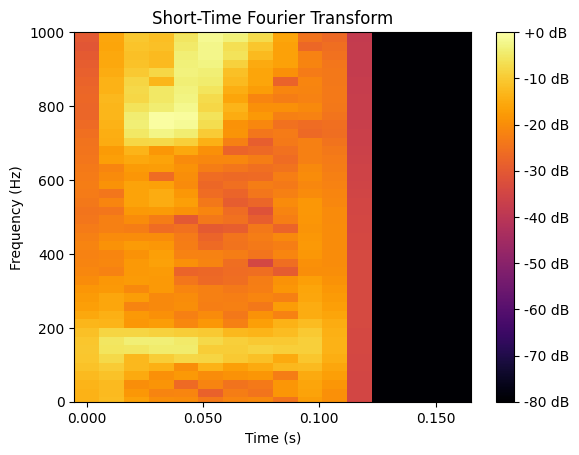 Short-Time Fourier Transform
1000
800
600
400
200
0
Frequency (Hz)
0.000
0.050
0.100
0.150
Time (s)
+0 dB
-10 dB
-20 dB
-30 dB
-40 dB
-50 dB
-60 dB
-70 dB
-80 dB